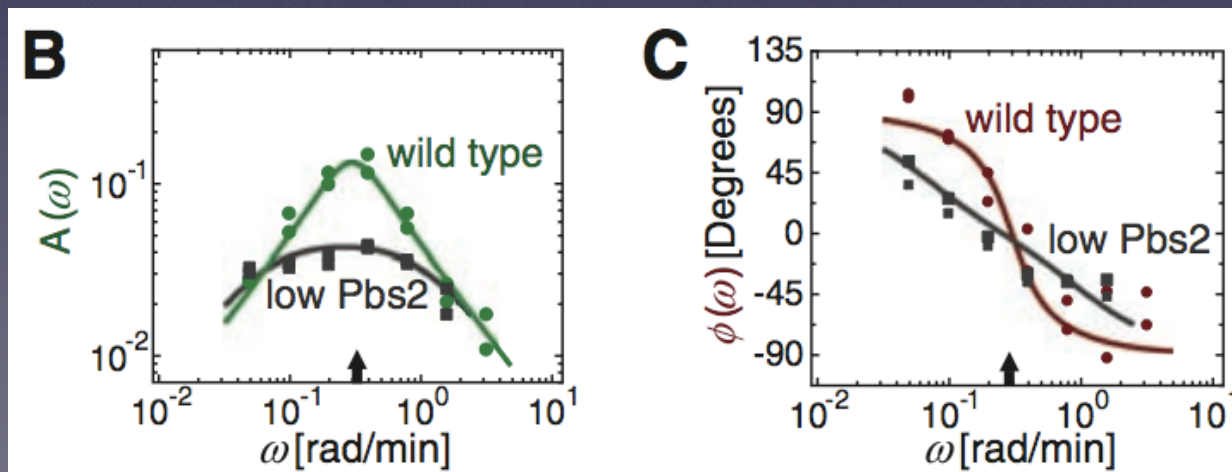 B
A(ω)
10⁻¹
10⁻²
wild type
low Pbs2
10⁻² 10⁻¹ 10⁰ 10¹
ω [rad/min]
C
ϕ(ω) [Degrees]
135
90
45
0
-45
-90
wild type
low Pbs2
10⁻² 10⁻¹ 10⁰ 10¹
ω [rad/min]